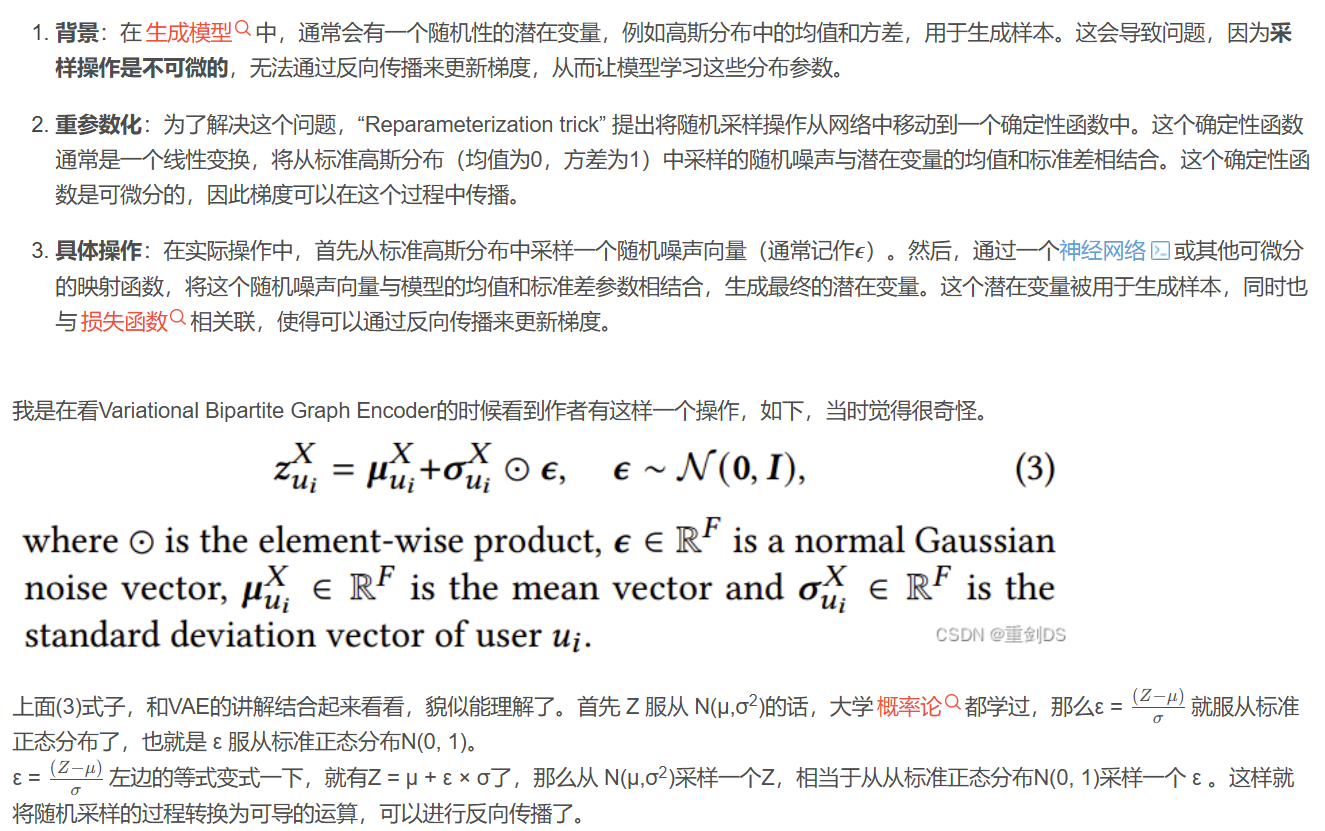 1. 背景：在 生成模型 中，通常会有一个随机性的潜在变量，例如高斯分布中的均值和方差，用于生成样本。这会导致问题，因为采
样操作是不可微的，无法通过反向传播来更新梯度，从而让模型学习这些分布参数。
2. 重参数化：为了解决这个问题，“Reparameterization trick” 提出将随机采样操作从网络中移动到一个确定性函数中。这个确定性函数
通常是一个线性变换，将从标准高斯分布（均值为0，方差为1）中采样的随机噪声与潜在变量的均值和标准差相结合。这个确定性函
数是可微分的，因此梯度可以在这个过程中传播。
3. 具体操作：在实际操作中，首先从标准高斯分布中采样一个随机噪声向量（通常记作ϵ）。然后，通过一个神经网络 或其他可微分
的映射函数，将这个随机噪声向量与模型的均值和标准差参数相结合，生成最终的潜在变量。这个潜在变量被用于生成样本，同时也
与 损失函数 相关联，使得可以通过反向传播来更新梯度。
我是在看Variational Bipartite Graph Encoder的时候看到作者有这样一个操作，如下，当时觉得很奇怪。
$z_{u_i}^X = \mu_{u_i}^X + \sigma_{u_i}^X \odot \epsilon, \quad \epsilon \sim \mathcal{N}(0, I),$ (3)
where ⊙ is the element-wise product, $\epsilon \in \mathbb{R}^F$ is a normal Gaussian
noise vector, $\mu_{u_i}^X \in \mathbb{R}^F$ is the mean vector and $\sigma_{u_i}^X \in \mathbb{R}^F$ is the
standard deviation vector of user $u_i$.
CSDN @重剑DS
上面(3)式子，和VAE的讲解结合起来看看，貌似能理解了。首先 Z 服从 N(μ,σ²)的话，大学 概率论 都学过，那么ε = $\frac{(Z-\mu)}{\sigma}$ 就服从标准
正态分布了，也就是 ε 服从标准正态分布N(0, 1)。
ε = $\frac{(Z-\mu)}{\sigma}$ 左边的等式变式一下，就有Z = μ + ε × σ了，那么从 N(μ,σ²)采样一个Z，相当于从从标准正态分布N(0, 1)采样一个 ε 。这样就
将随机采样的过程转换为可导的运算，可以进行反向传播了。